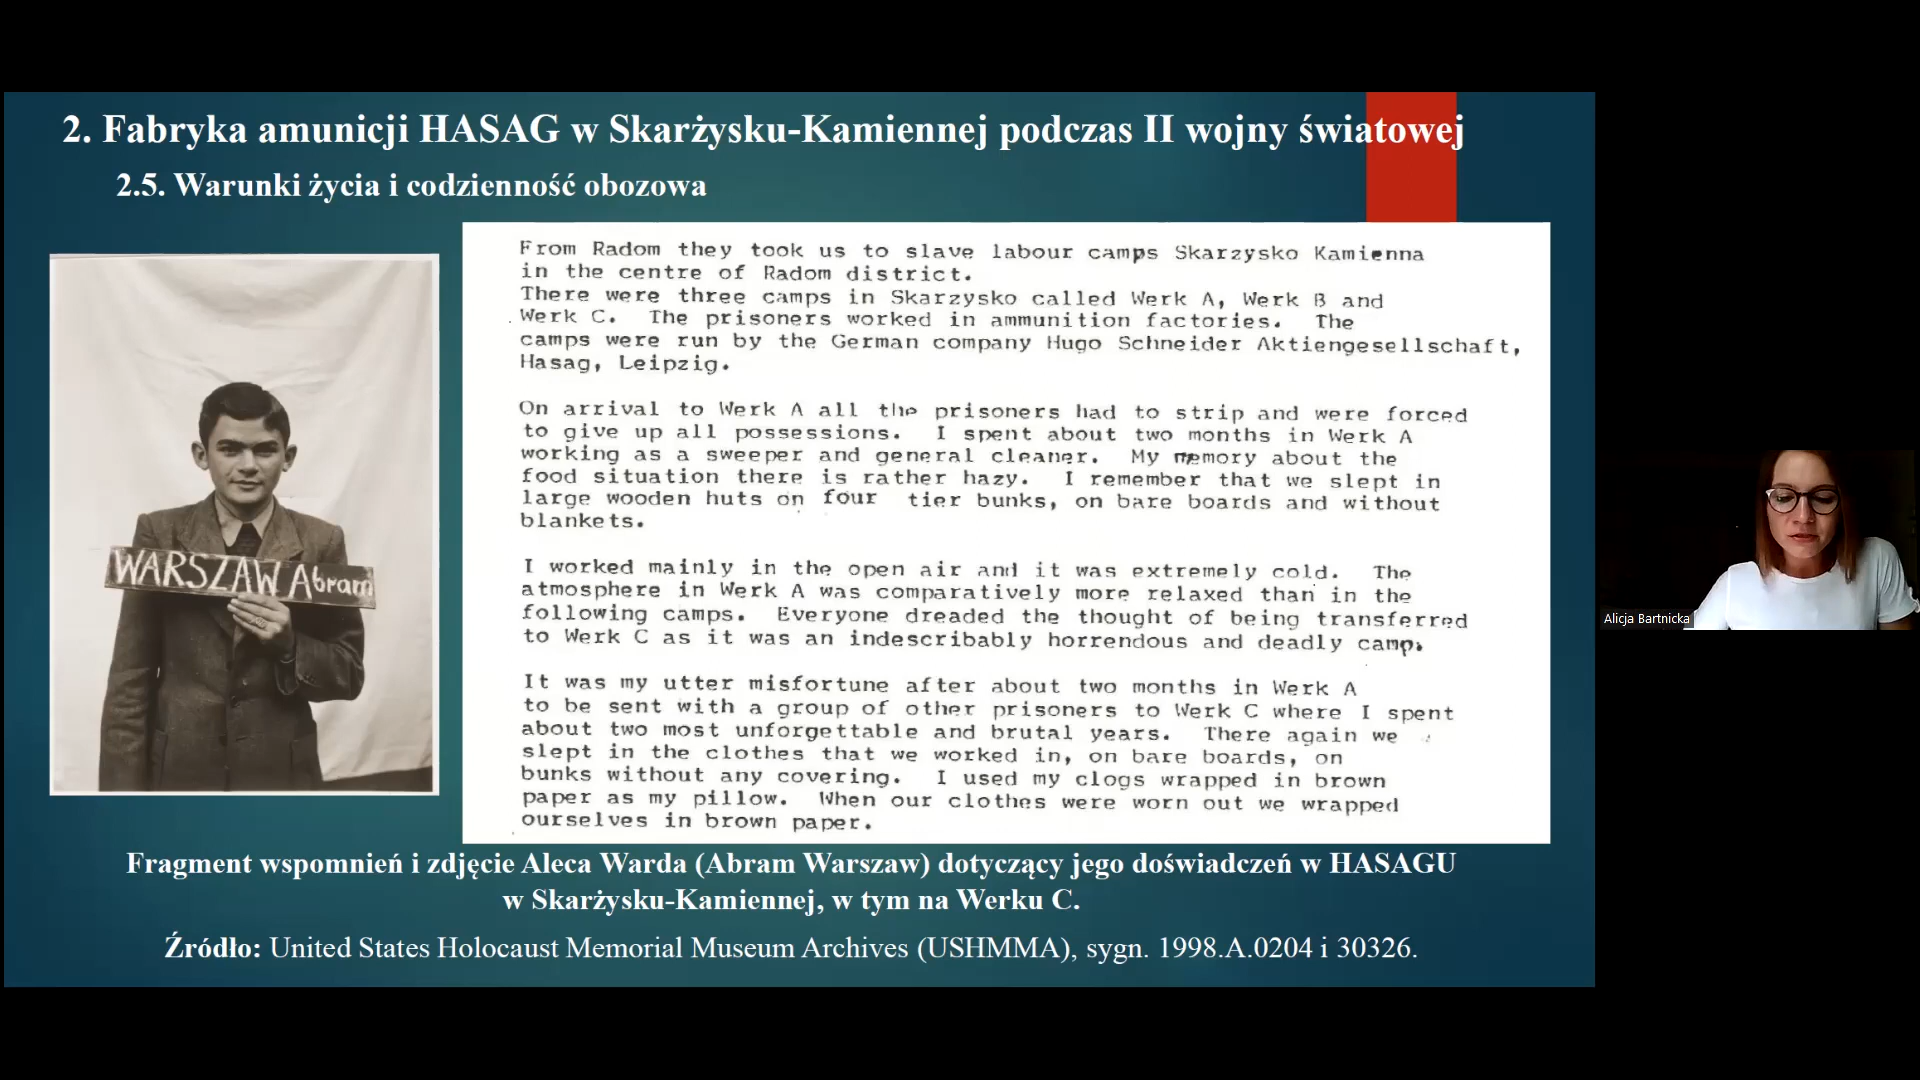 2. Fabryka amunicji HASAG w Skarżysku-Kamiennej podczas II wojny światowej
2.5. Warunki życia i codzienność obozowa
WARSZAW Abram
From Radom they took us to slave labour camps Skarzysko Kamienna
in the centre of Radom district.
There were three camps in Skarzysko called Werk A, Werk B and
Werk C. The prisoners worked in ammunition factories. The
camps were run by the German company Hugo Schneider Aktiengesellschaft,
Hasag, Leipzig.
On arrival to Werk A all the prisoners had to strip and were forced
to give up all possessions. I spent about two months in Werk A
working as a sweeper and general cleaner. My memory about the
food situation there is rather hazy. I remember that we slept in
large wooden huts on four tier bunks, on bare boards and without
blankets.
I worked mainly in the open air and it was extremely cold. The
atmosphere in Werk A was comparatively more relaxed than in the
following camps. Everyone dreaded the thought of being transferred
to Werk C as it was an indescribably horrendous and deadly camp.
It was my utter misfortune after about two months in Werk A
to be sent with a group of other prisoners to Werk C where I spent
about two most unforgettable and brutal years. There again we
slept in the clothes that we worked in, on bare boards, on
bunks without any covering. I used my clogs wrapped in brown
paper as my pillow. When our clothes were worn out we wrapped
ourselves in brown paper.
Fragment wspomnień i zdjęcie Aleca Warda (Abram Warszaw) dotyczący jego doświadczeń w HASAGU
w Skarżysku-Kamiennej, w tym na Werku C.
Źródło: United States Holocaust Memorial Museum Archives (USHMMA), sygn. 1998.A.0204 i 30326.
Alicja Bartnicka